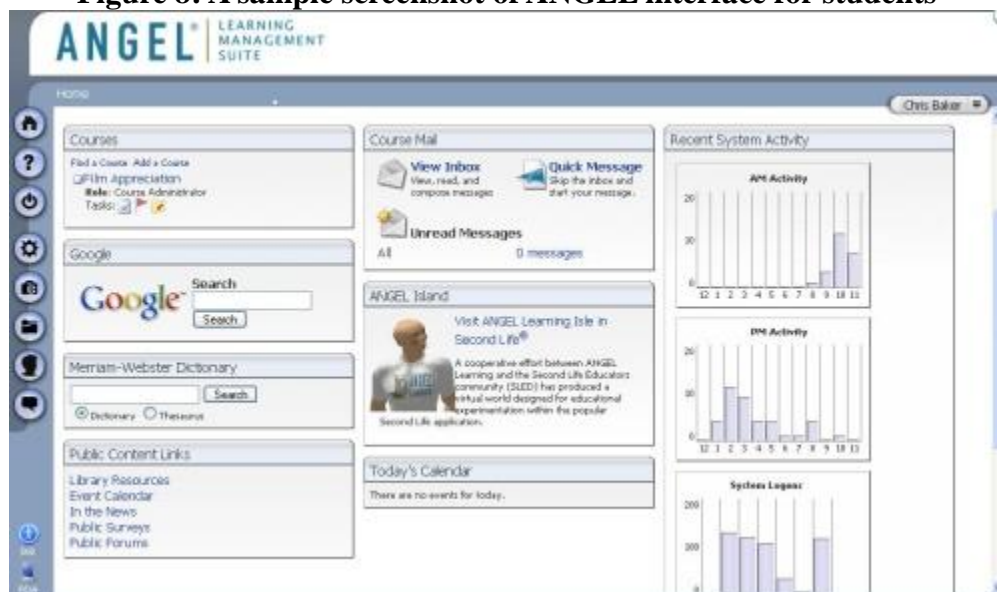 Figure 8: A sample screenshot of ANGEL interface for students
ANGEL LEARNING
MANAGEMENT
SUITE
Home
Chris Baker
Courses
Find a Course Add a Course
Film Appreciation
Role: Course Administrator
Tasks:
Google
Google
Search
Search
Merriam-Webster Dictionary
Search
Dictionary Thesaurus
Public Content Links
Library Resources
Event Calendar
In the News
Public Surveys
Public Forums
Course Mail
View Inbox
View, read, and
compose messages
Quick Message
Skip the inbox and
start your message.
Unread Messages
All 0 messages
ANGEL Island
Visit ANGEL Learning Isle in
Second Life®
A cooperative effort between ANGEL
Learning and the Second Life Educators
community (SLED) has produced a
virtual world designed for educational
experimentation within the popular
Second Life application.
ANGEL
Today's Calendar
There are no events for today.
Recent System Activity
AM Activity
20
10
0
12 1 2 3 4 5 6 7 8 9 10 11
PM Activity
20
10
0
12 1 2 3 4 5 6 7 8 9 10 11
System Logons